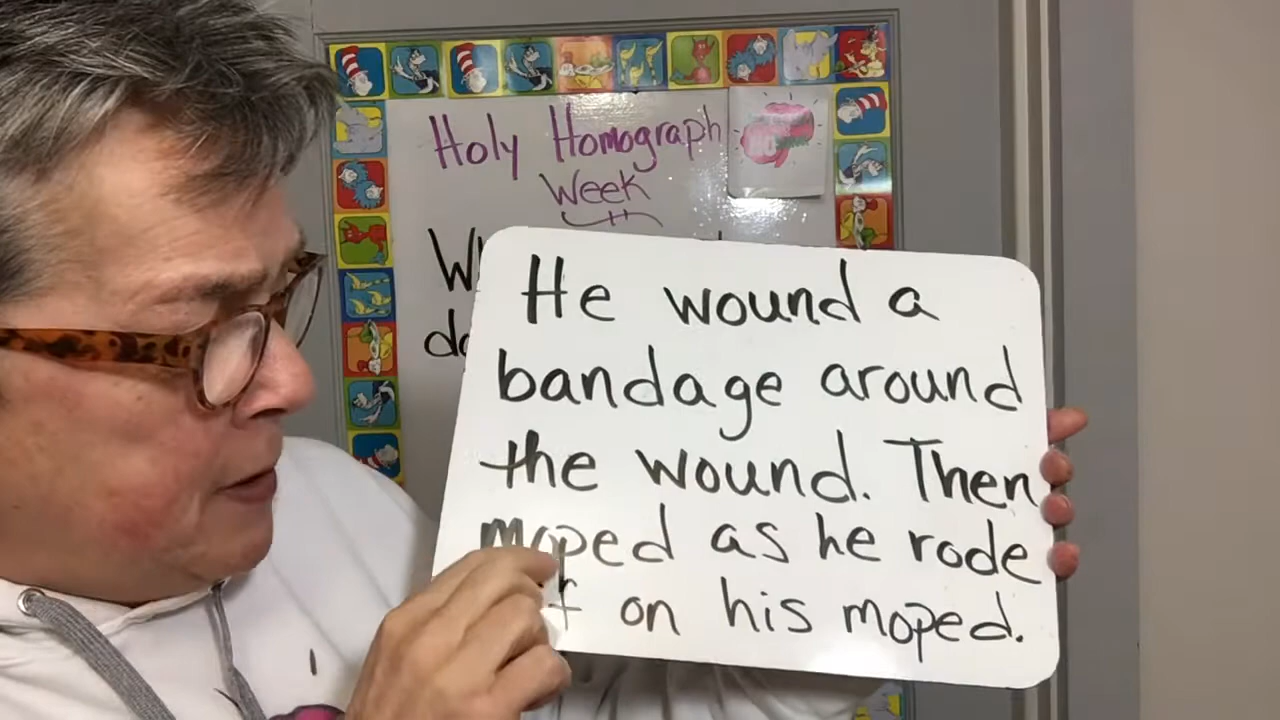 Holy Homograph
Week
He wound a
bandage around
the wound. Then
moped as he rode
on his moped.